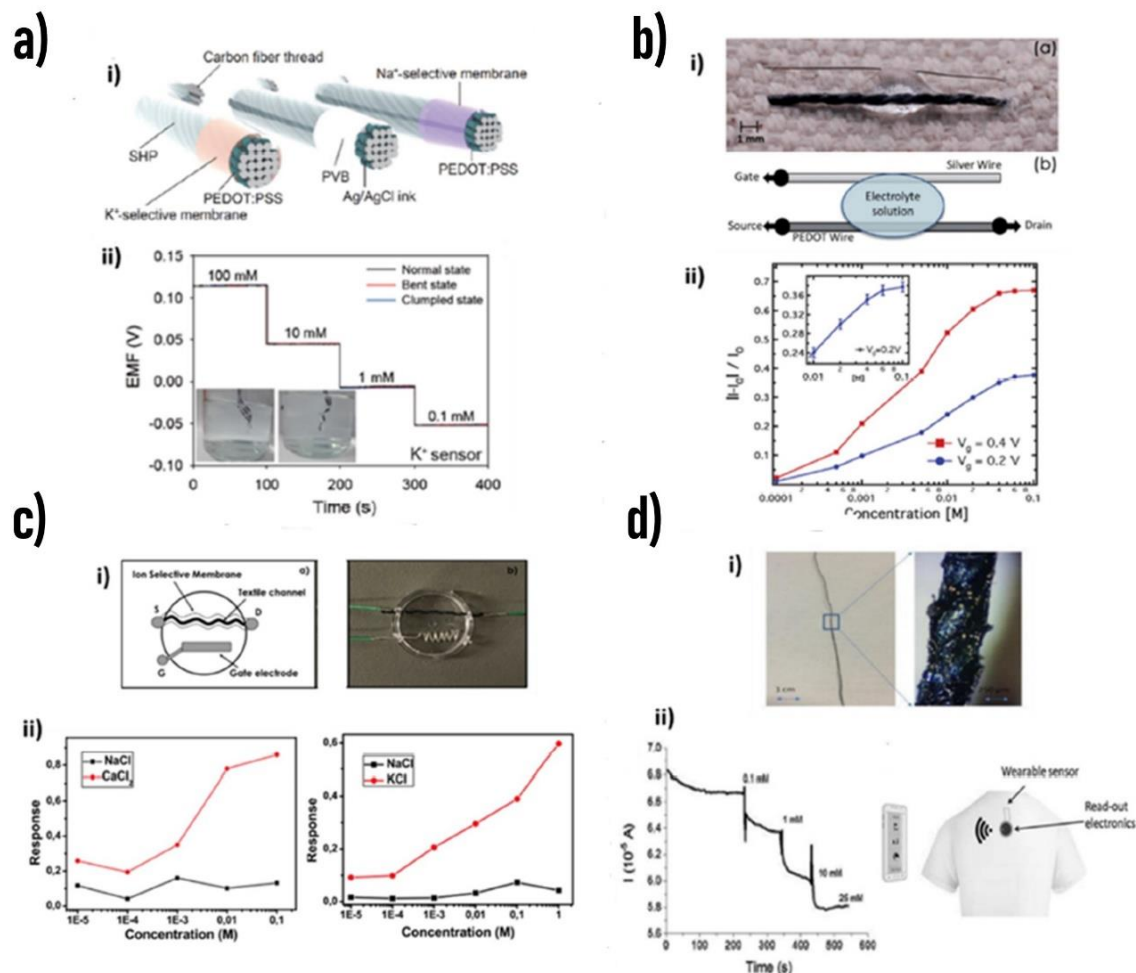 a)
i)
Carbon fiber thread
Na⁺-selective membrane
SHP
PVB
PEDOT:PSS
PEDOT:PSS
Ag/AgCl ink
K⁺-selective membrane
ii)
0.15
0.10
0.05
0.00
-0.05
-0.10
EMF (V)
100 mM
10 mM
1 mM
0.1 mM
Normal state
Bent state
Clumpled state
K⁺ sensor
0 100 200 300 400
Time (s)
b)
i)
(a)
1 mm
(b)
Silver Wire
Gate
Electrolyte
solution
Source
Drain
PEDOT Wire
ii)
0.7
0.6
0.5
0.4
0.3
0.2
0.1
|I-I₀| / I₀
0.36
0.32
0.28
0.24
V_g=0.2V
0.01 2 4 6 0.1
[M]
V_g = 0.4 V
V_g = 0.2 V
0.0001 0.001 0.01 0.1
Concentration [M]
c)
i)
a)
Ion Selective Membrane
Textile channel
S
D
G
Gate electrode
b)
ii)
NaCl
CaCl₂
0,8
0,6
0,4
0,2
0,0
Response
1E-5 1E-4 1E-3 0,01 0,1
Concentration (M)
NaCl
KCl
0,6
0,4
0,2
0,0
Response
1E-5 1E-4 1E-3 0,01 0,1 1
Concentration (M)
d)
i)
ii)
7.0
6.8
6.6
6.4
6.2
6.0
5.8
5.6
I (10⁻⁵ A)
0.1 mM
1 mM
10 mM
25 mM
0 100 200 300 400 500 600
Time (s)
Wearable sensor
Read-out
electronics